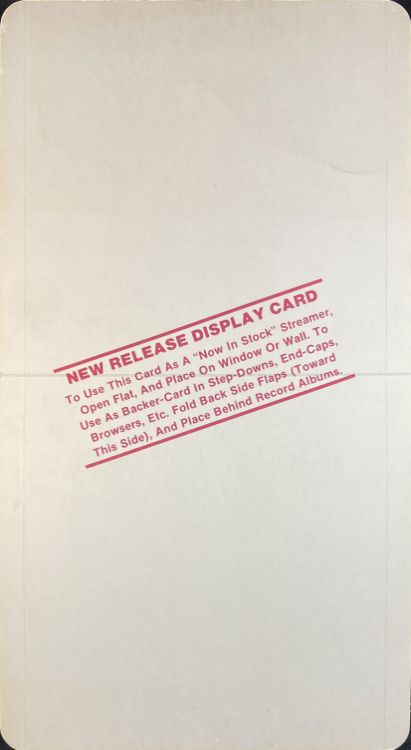 NEW RELEASE DISPLAY CARD
To Use This Card As A "Now In Stock" Streamer,
Open Flat, And Place On Window Or Wall. To
Use As Backer-Card In Step-Downs, End-Caps,
Browsers, Etc. Fold Back Side Flaps (Toward
This Side), And Place Behind Record Albums.